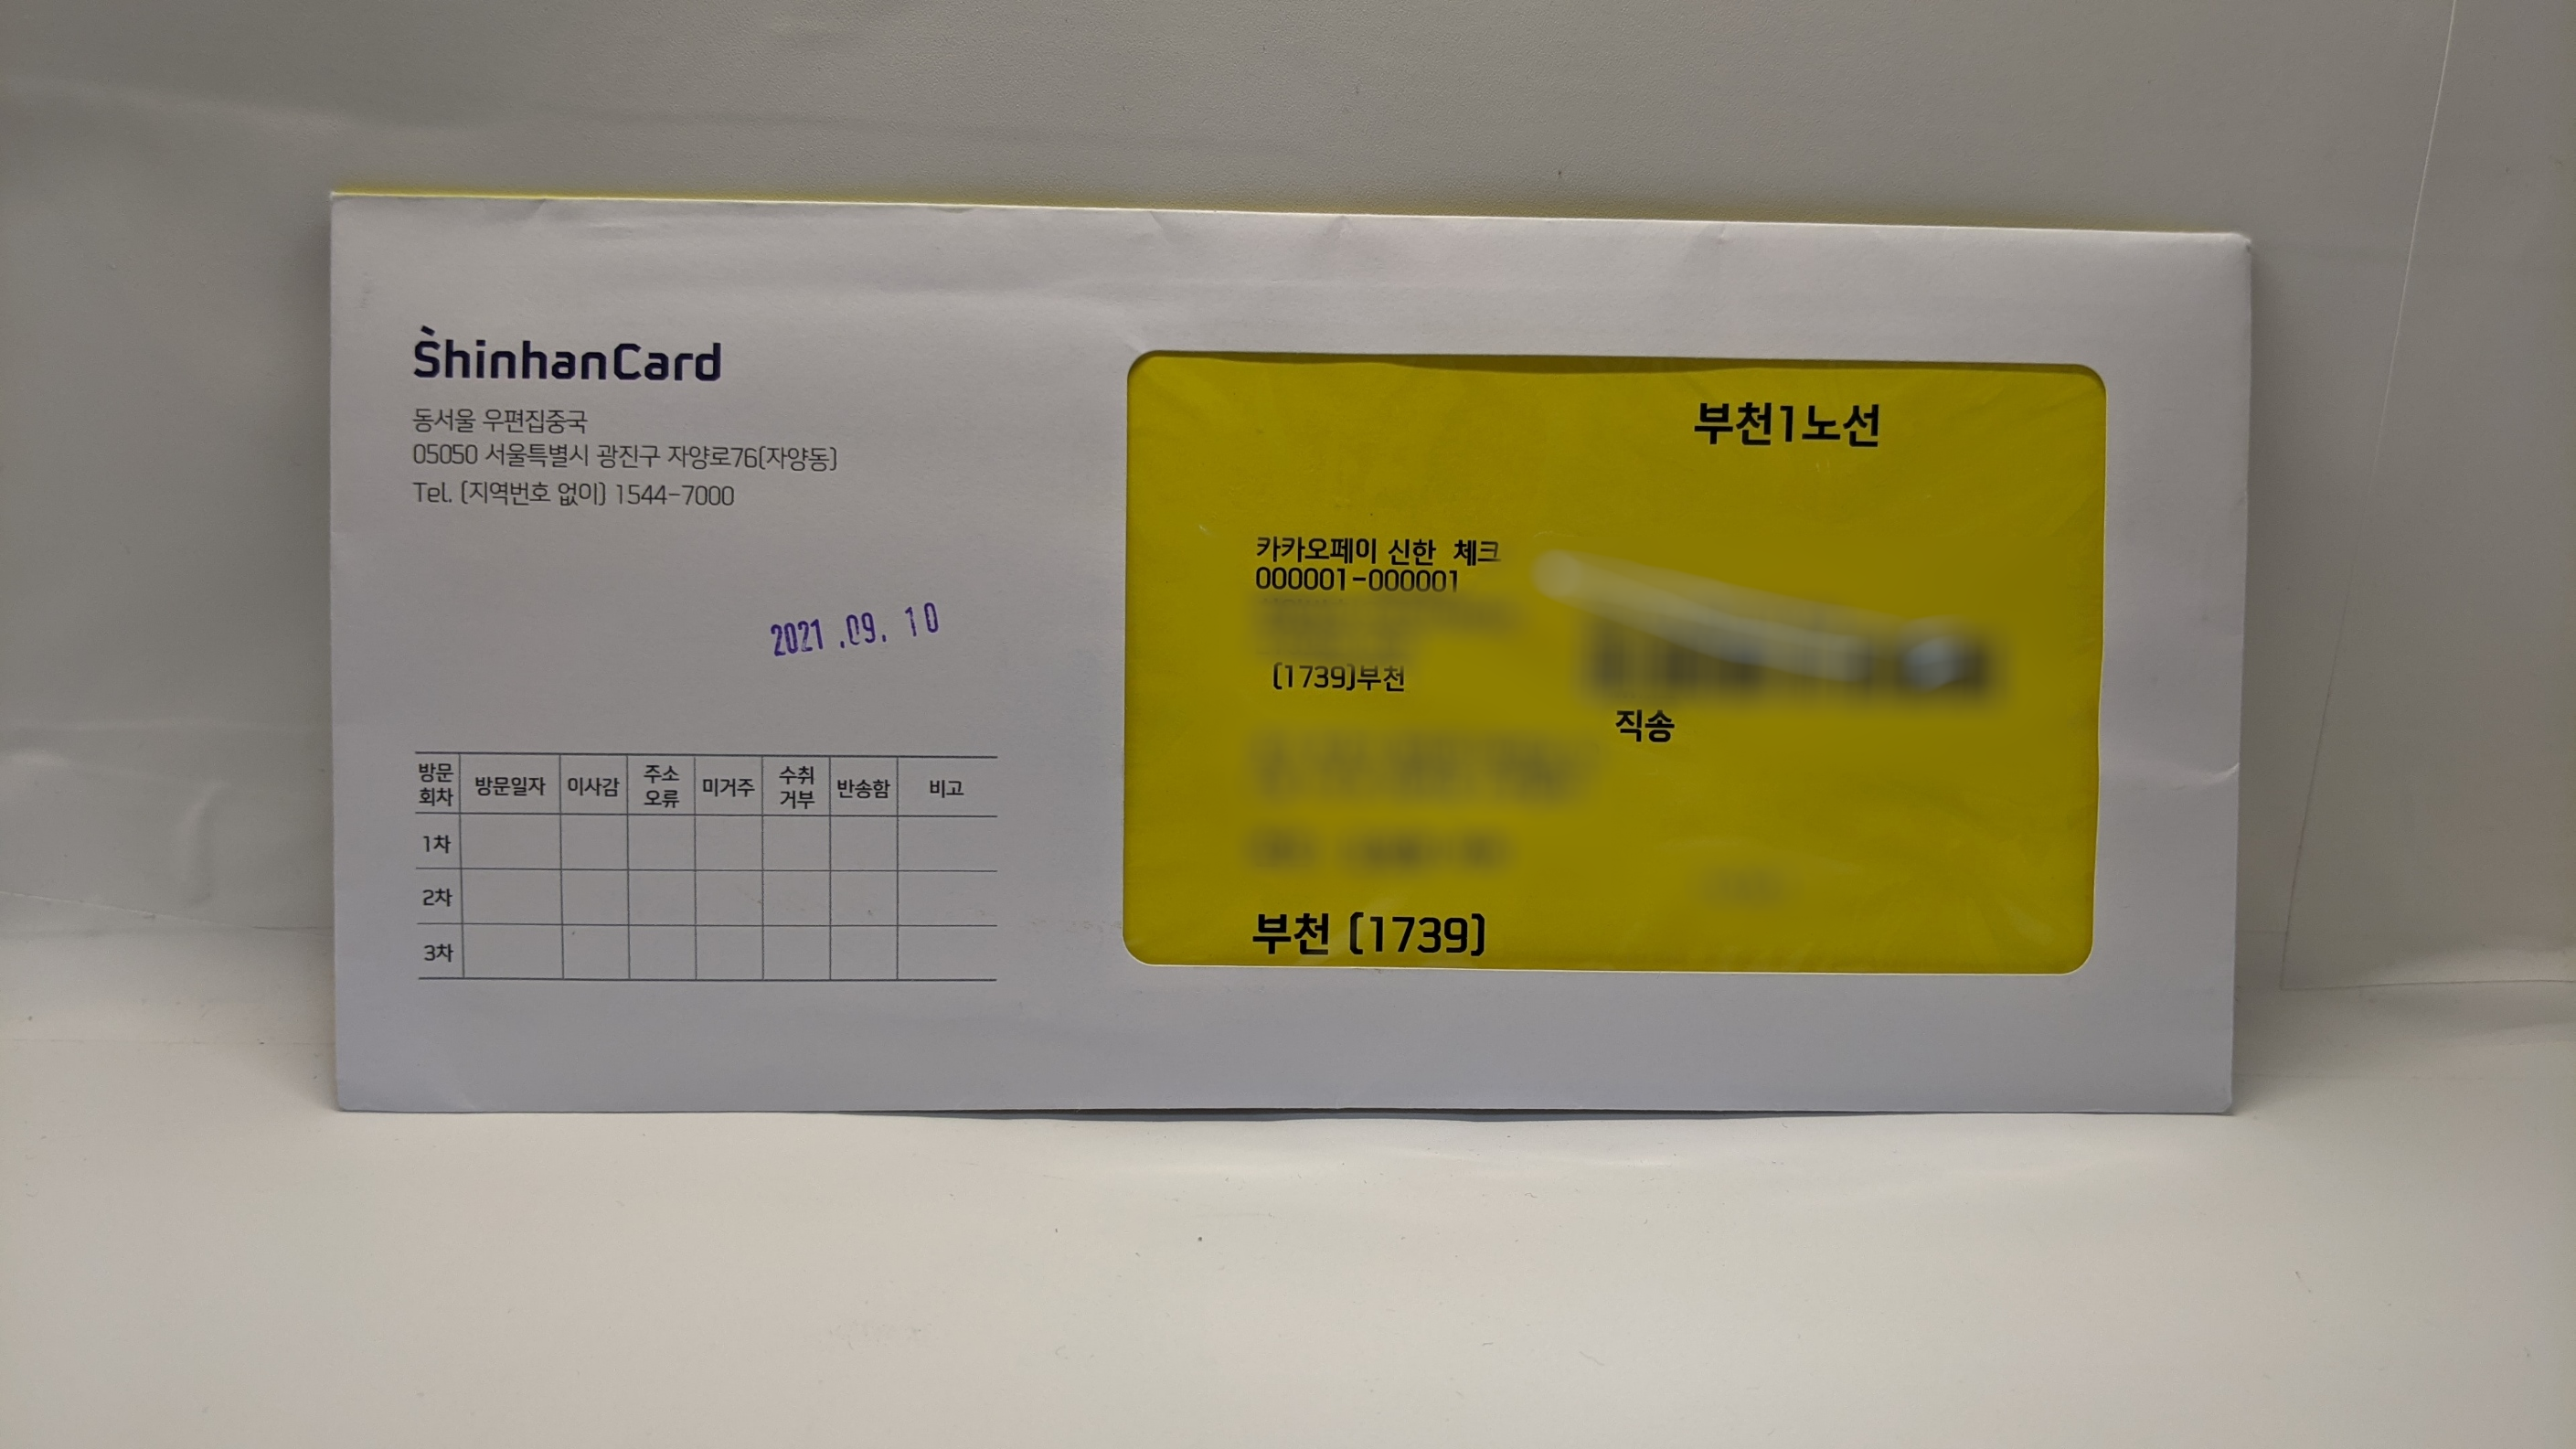 ShinhanCard
동서울 우편집중국
05050 서울특별시 광진구 자양로76(자양동)
Tel. (지역번호 없이) 1544-7000
2021.09.10
방문회차 방문일자 이사감 주소오류 미거주 수취거부 반송함 비고
1차
2차
3차
부천1노선
카카오페이 신한 체크
000001-000001
(1739)부천
직송
부천 (1739)